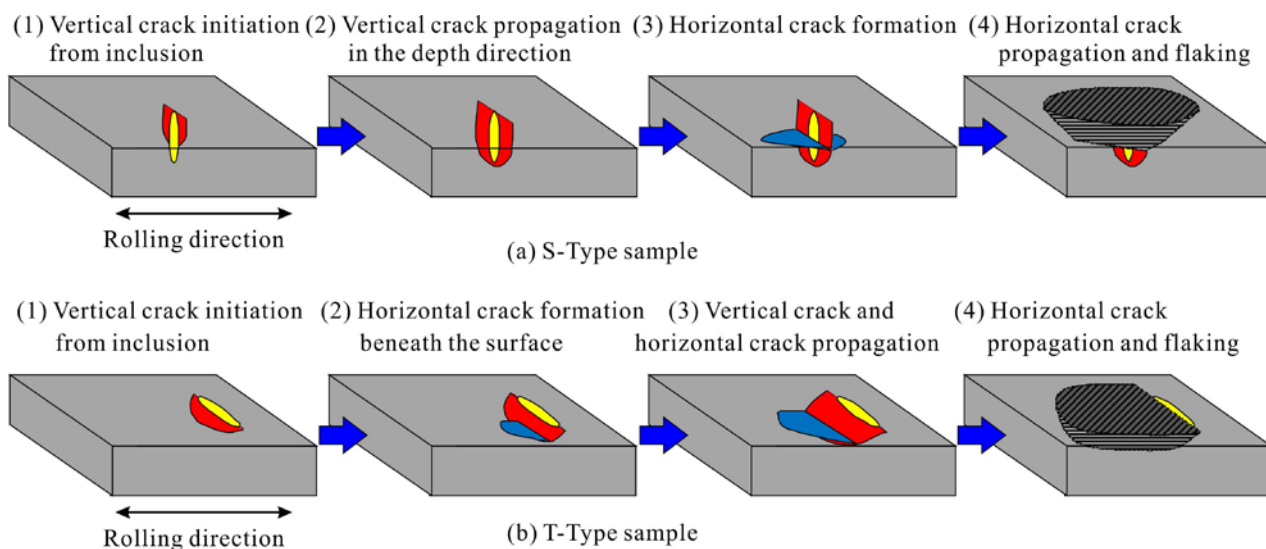 (1) Vertical crack initiation
from inclusion
(2) Vertical crack propagation
in the depth direction
(3) Horizontal crack formation
(4) Horizontal crack
propagation and flaking
Rolling direction
(a) S-Type sample
(1) Vertical crack initiation
from inclusion
(2) Horizontal crack formation
beneath the surface
(3) Vertical crack and
horizontal crack propagation
(4) Horizontal crack
propagation and flaking
Rolling direction
(b) T-Type sample